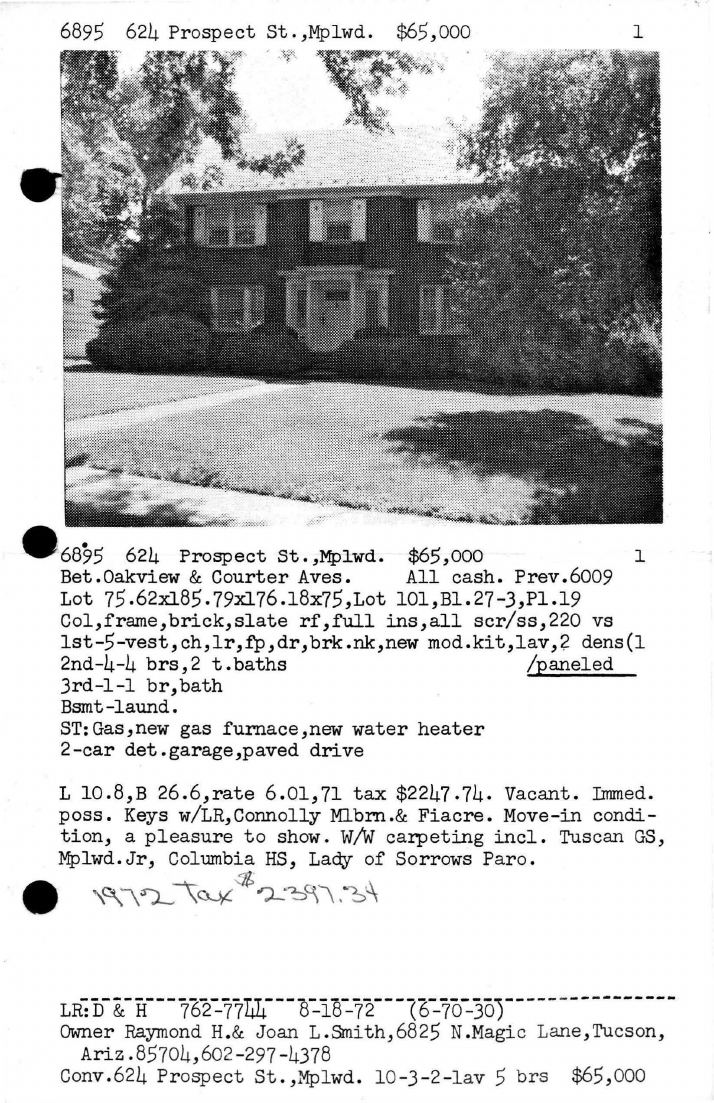 6895 624 Prospect St.,Mplwd. $65,000 1
6895 624 Prospect St.,Mplwd. $65,000 1
Bet.Oakview & Courter Aves. All cash. Prev.6009
Lot 75.62x185.79x176.18x75,Lot 101,Bl.27-3,Pl.19
Col,frame,brick,slate rf,full ins,all scr/ss,220 vs
1st-5-vest,ch,lr,fp,dr,brk.nk,new mod.kit,lav,2 dens(1
2nd-4-4 brs,2 t.baths /paneled
3rd-1-1 br,bath
Bsmt-laund.
ST:Gas,new gas furnace,new water heater
2-car det.garage,paved drive
L 10.8,B 26.6,rate 6.01,71 tax $2247.74. Vacant. Immed.
poss. Keys w/LR,Connolly Mlbrn.& Fiacre. Move-in condi-
tion, a pleasure to show. W/W carpeting incl. Tuscan GS,
Mplwd.Jr, Columbia HS, Lady of Sorrows Paro.
1972 Tax $2397.34
LR:D & H 762-7744 8-18-72 (6-70-30)
Owner Raymond H.& Joan L.Smith,6825 N.Magic Lane,Tucson,
Ariz.85704,602-297-4378
Conv.624 Prospect St.,Mplwd. 10-3-2-lav 5 brs $65,000